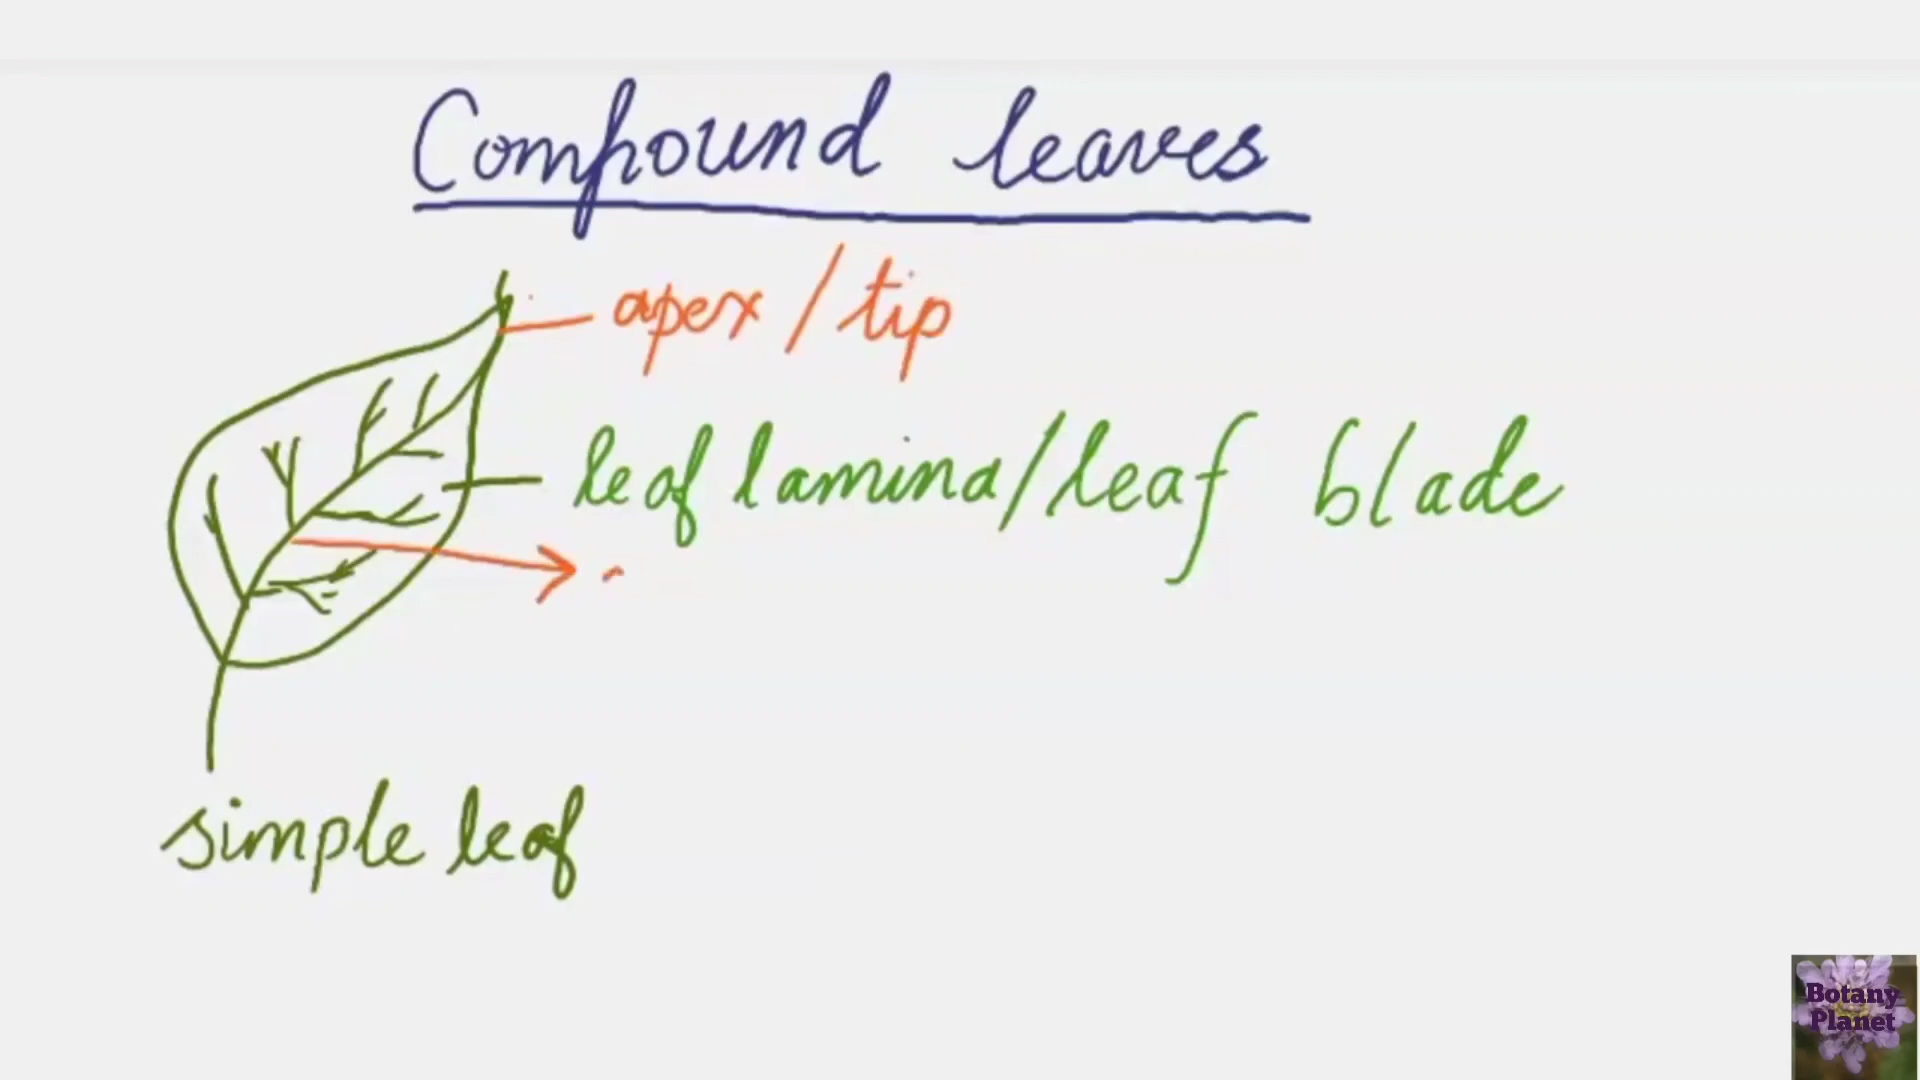 Compound leaves
apex/tip
leaf lamina/leaf blade
simple leaf
Botany
Planet